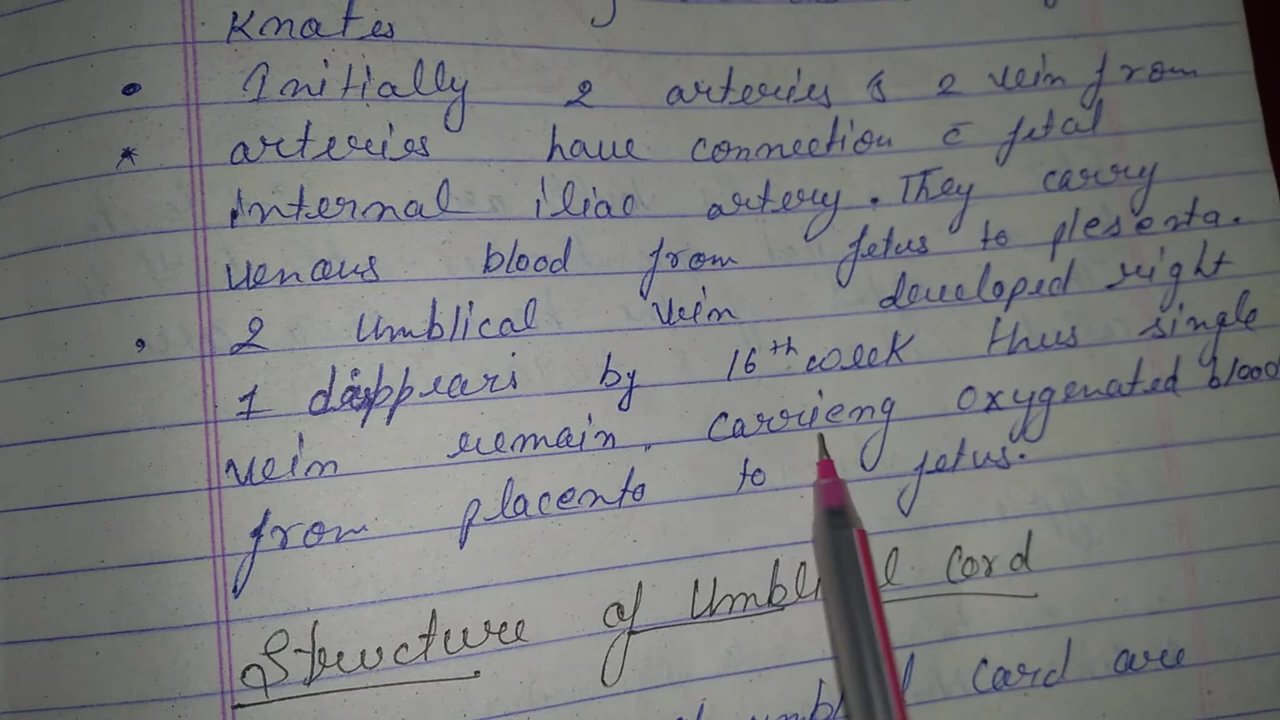 Knates
• Initially 2 arteries & 2 vein from
* arteries have connection c̄ fetal
internal iliac artery. They carry
venous blood from fetus to plesenta.
, 2 Umblical vein developed right
1 disppears by 16th week thus single
vein remain. Carrieng oxygenated blood
from placenta to fetus.
Structure of Umbl l Cord
Card are